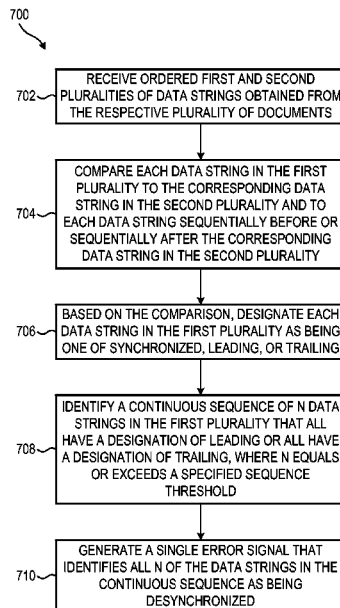 700
702
RECEIVE ORDERED FIRST AND SECOND
PLURALITIES OF DATA STRINGS OBTAINED FROM
THE RESPECTIVE PLURALITY OF DOCUMENTS
704
COMPARE EACH DATA STRING IN THE FIRST
PLURALITY TO THE CORRESPONDING DATA
STRING IN THE SECOND PLURALITY AND TO
EACH DATA STRING SEQUENTIALLY BEFORE OR
SEQUENTIALLY AFTER THE CORRESPONDING
DATA STRING IN THE SECOND PLURALITY
706
BASED ON THE COMPARISON, DESIGNATE EACH
DATA STRING IN THE FIRST PLURALITY AS BEING
ONE OF SYNCHRONIZED, LEADING, OR TRAILING
708
IDENTIFY A CONTINUOUS SEQUENCE OF N DATA
STRINGS IN THE FIRST PLURALITY THAT ALL
HAVE A DESIGNATION OF LEADING OR ALL HAVE
A DESIGNATION OF TRAILING, WHERE N EQUALS
OR EXCEEDS A SPECIFIED SEQUENCE
THRESHOLD
710
GENERATE A SINGLE ERROR SIGNAL THAT
IDENTIFIES ALL N OF THE DATA STRINGS IN THE
CONTINUOUS SEQUENCE AS BEING
DESYNCHRONIZED